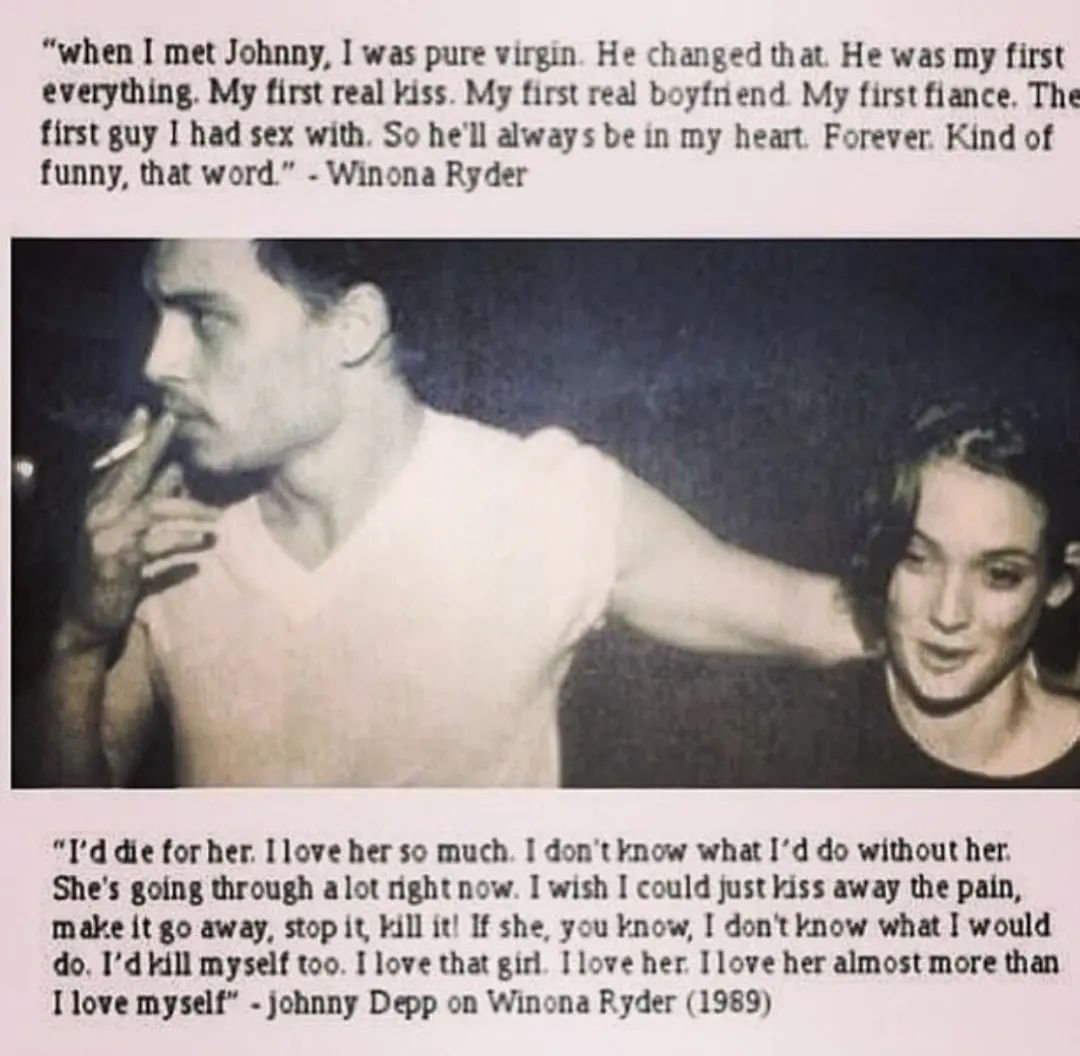 "when I met Johnny, I was pure virgin. He changed that. He was my first
everything. My first real kiss. My first real boyfriend. My first fiance. The
first guy I had sex with. So he'll always be in my heart. Forever. Kind of
funny, that word." - Winona Ryder
"I'd die for her. I love her so much. I don't know what I'd do without her.
She's going through a lot right now. I wish I could just kiss away the pain,
make it go away, stop it, kill it! If she, you know, I don't know what I would
do. I'd kill myself too. I love that girl. I love her. I love her almost more than
I love myself" - johnny Depp on Winona Ryder (1989)